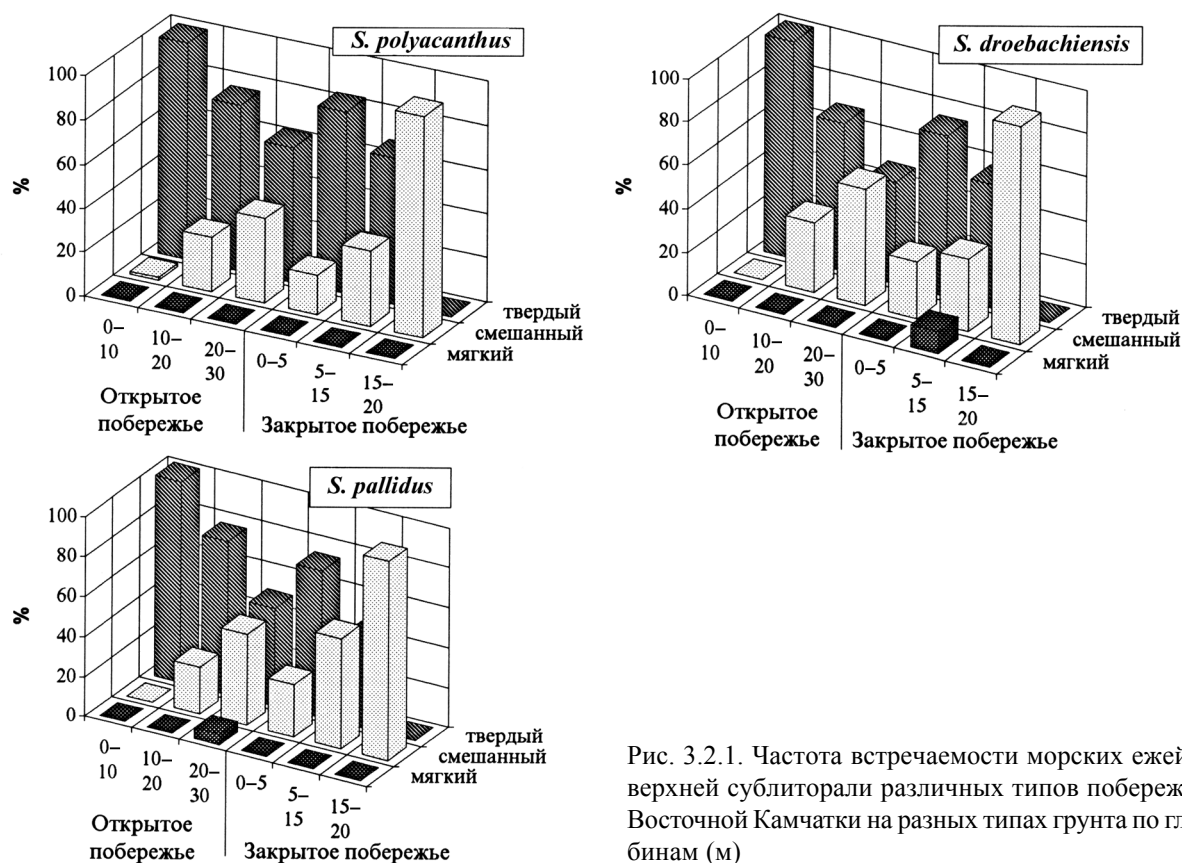 S. polyacanthus
100
80
60
40
20
0
%
твердый
смешанный
мягкий
0–
10
10–
20
20–
30
0–5
5–
15
15–
20
Открытое
побережье
Закрытое побережье
S. droebachiensis
100
80
60
40
20
0
%
твердый
смешанный
мягкий
0–
10
10–
20
20–
30
0–5
5–
15
15–
20
Открытое
побережье
Закрытое побережье
S. pallidus
100
80
60
40
20
0
%
твердый
смешанный
мягкий
0–
10
10–
20
20–
30
0–5
5–
15
15–
20
Открытое
побережье
Закрытое побережье
Рис. 3.2.1. Частота встречаемости морских ежей
верхней сублиторали различных типов побереж
Восточной Камчатки на разных типах грунта по гл
бинам (м)